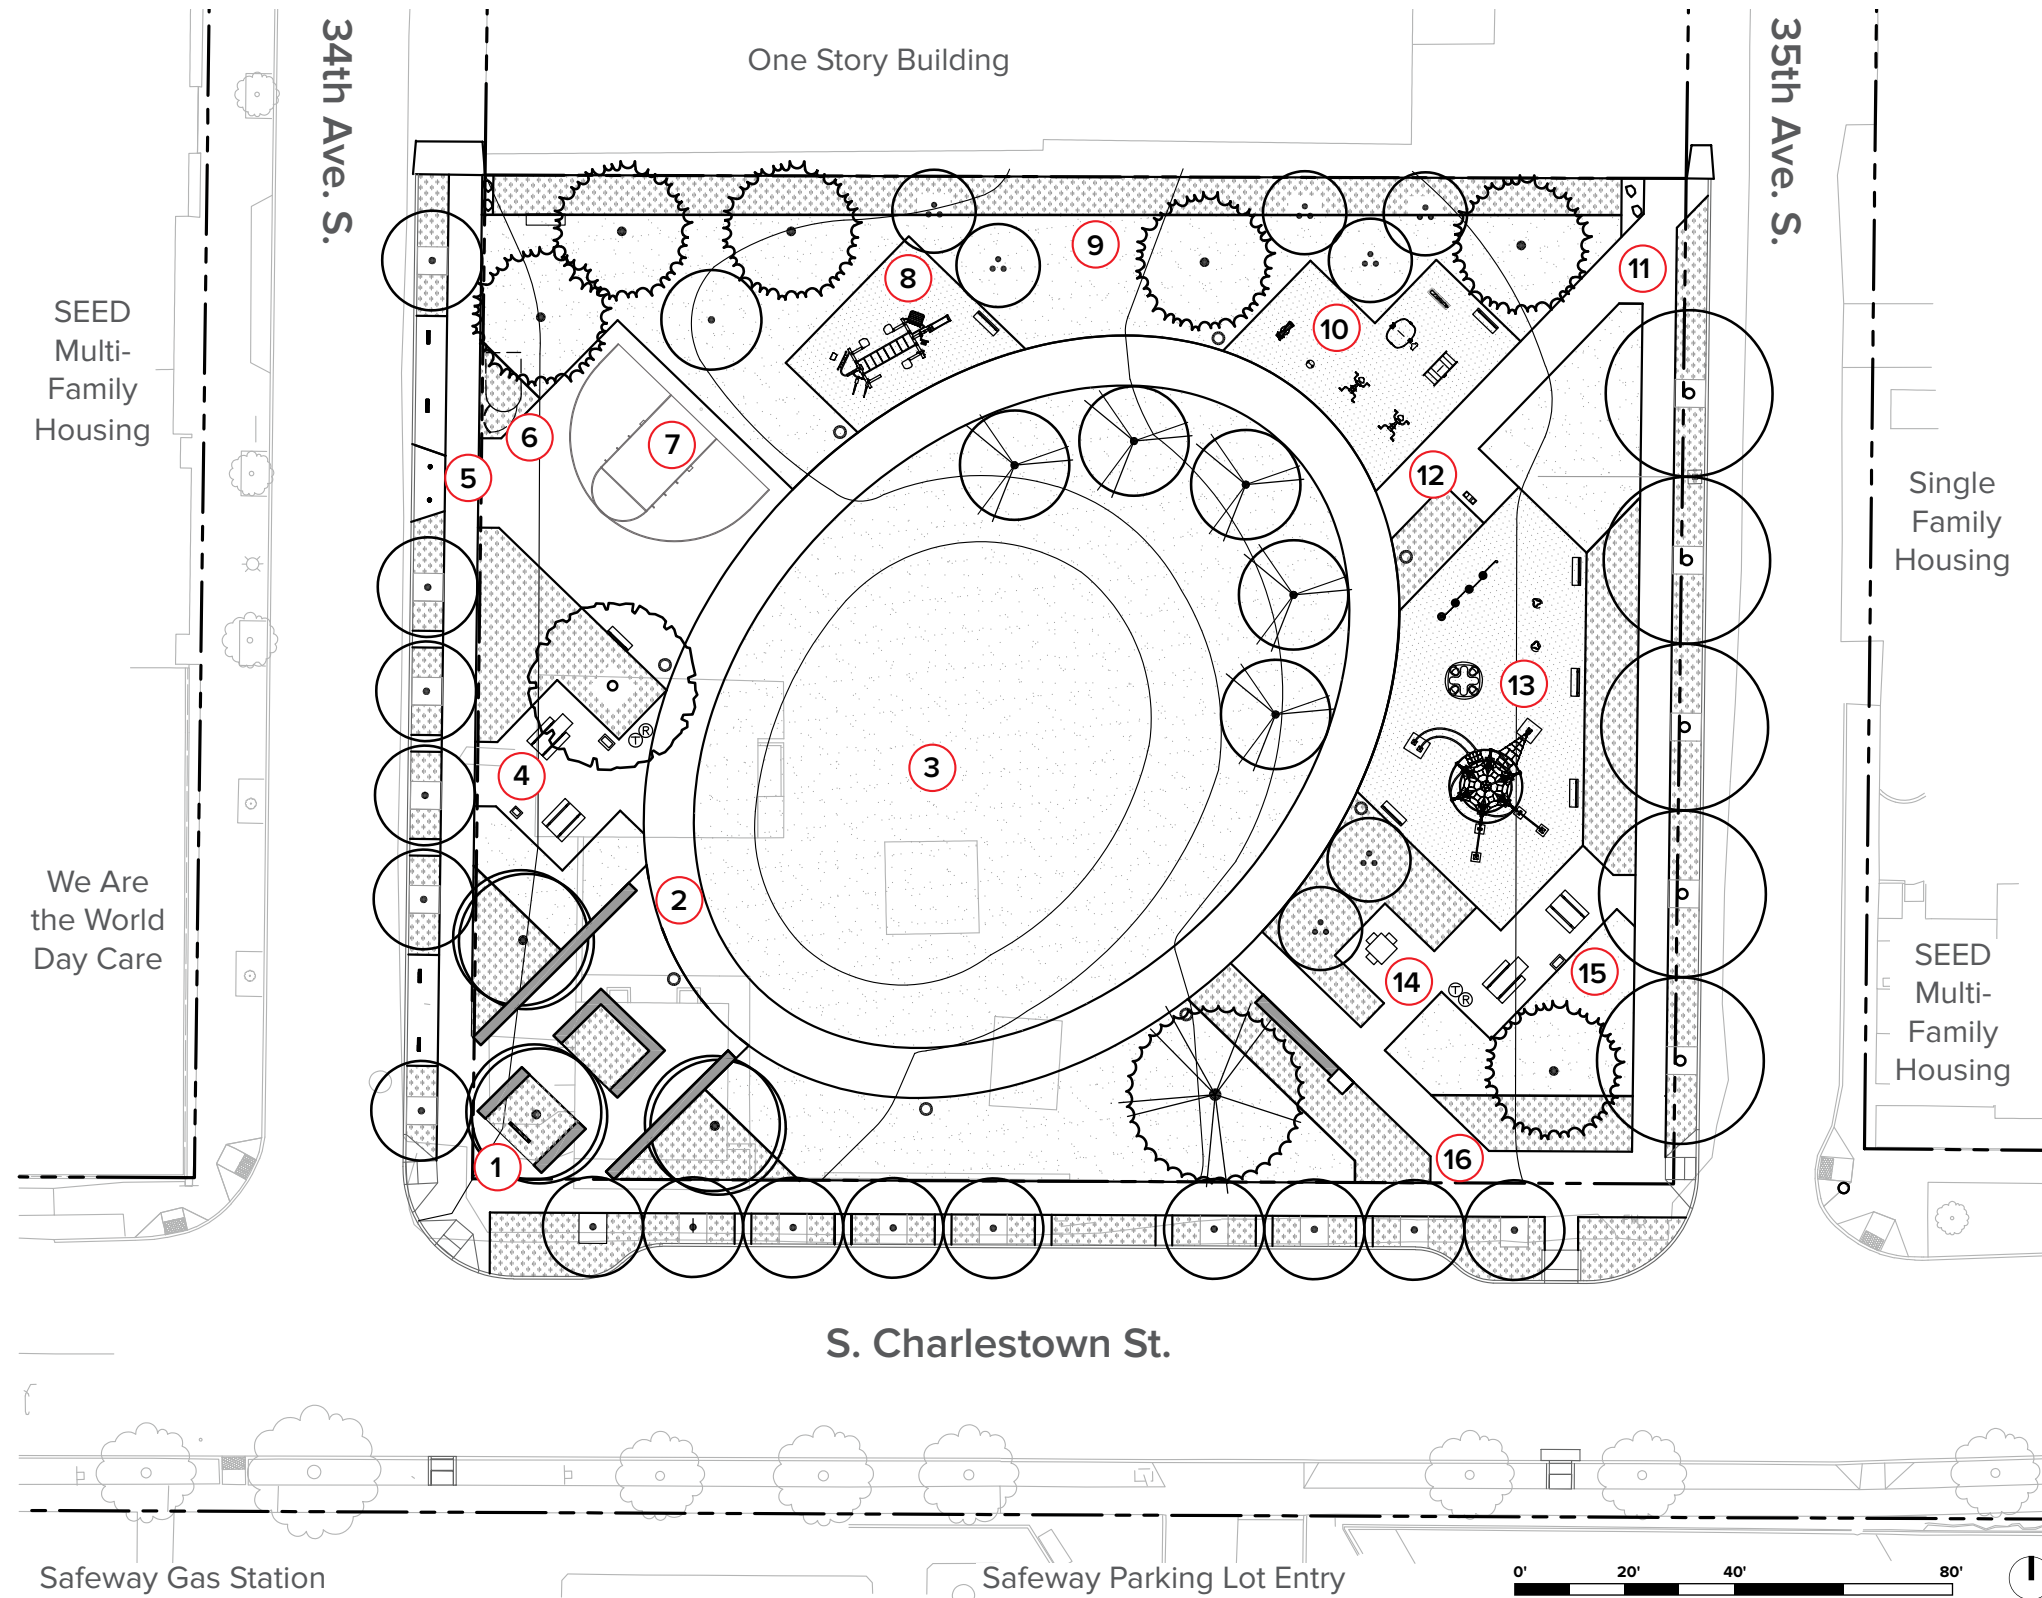 34th Ave. S.
One Story Building
35th Ave. S.
SEED
Multi-
Family
Housing
8
9
10
11
7
6
5
12
Single
Family
Housing
13
4
3
2
We Are
the World
Day Care
14
15
T R
T R
SEED
Multi-
Family
Housing
1
16
S. Charlestown St.
Safeway Gas Station
Safeway Parking Lot Entry
0' 20' 40' 80'